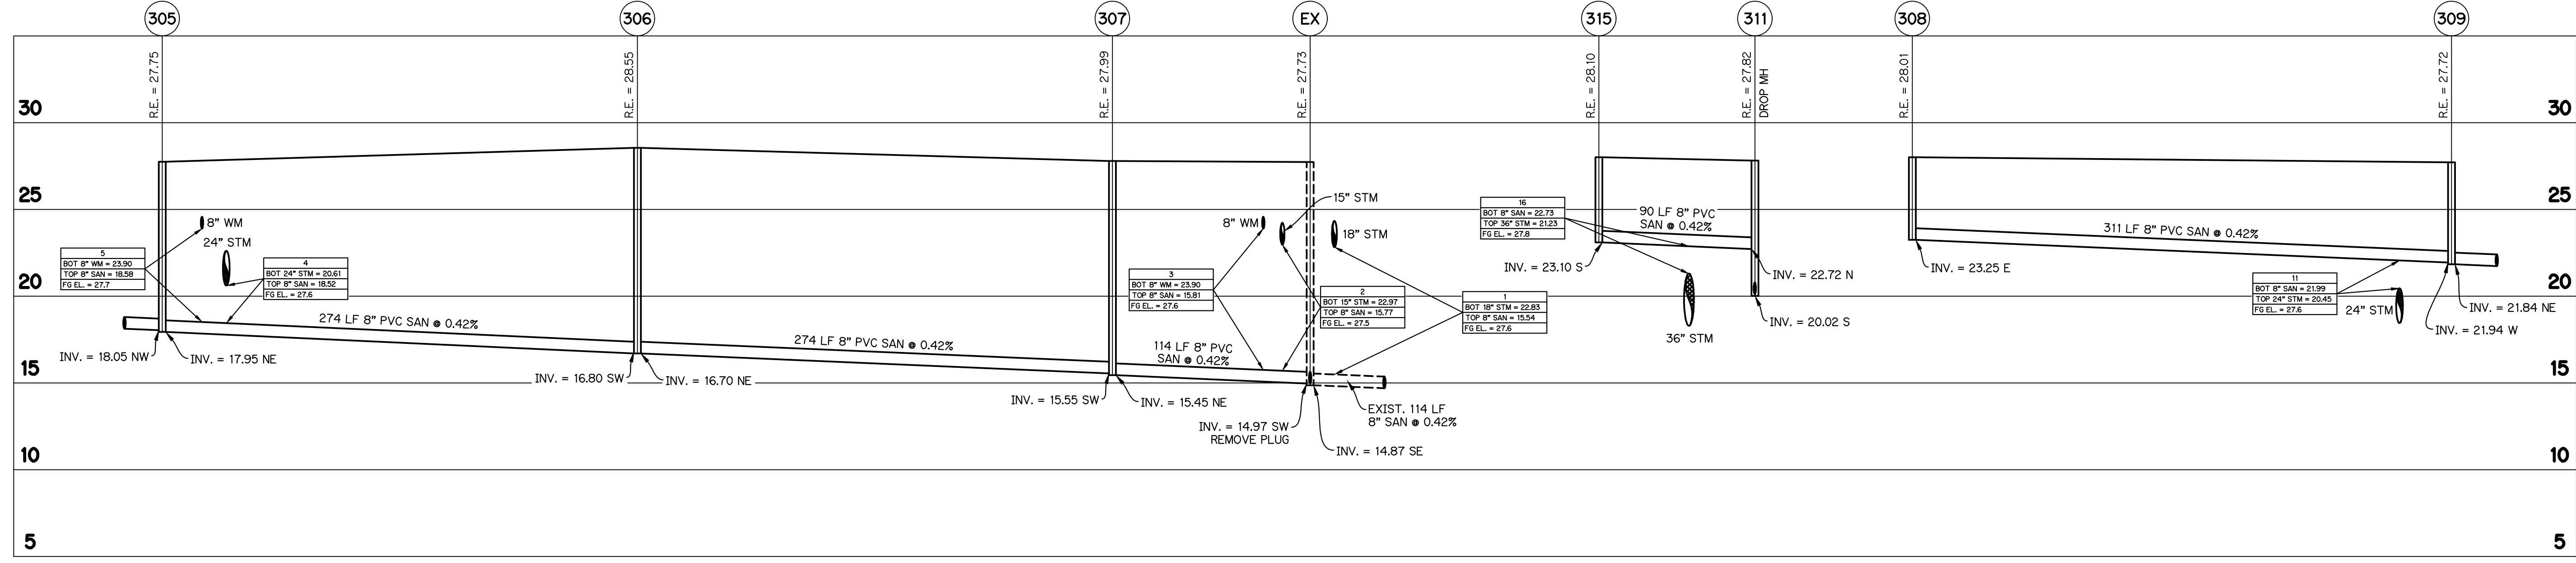 305
306
307
EX
315
311
308
309
R.E. = 27.75
R.E. = 28.55
R.E. = 27.99
R.E. = 27.73
R.E. = 28.10
R.E. = 27.82
DROP MH
R.E. = 28.01
R.E. = 27.72
30
30
25
25
20
20
15
15
10
10
5
5
8" WM
24" STM
5
BOT 8" WM = 23.90
TOP 8" SAN = 18.58
FG EL. = 27.7
4
BOT 24" STM = 20.61
TOP 8" SAN = 18.52
FG EL. = 27.6
274 LF 8" PVC SAN @ 0.42%
INV. = 18.05 NW
INV. = 17.95 NE
INV. = 16.80 SW
INV. = 16.70 NE
274 LF 8" PVC SAN @ 0.42%
INV. = 15.55 SW
INV. = 15.45 NE
114 LF 8" PVC
SAN @ 0.42%
8" WM
15" STM
18" STM
3
BOT 8" WM = 23.90
TOP 8" SAN = 15.81
FG EL. = 27.6
2
BOT 15" STM = 22.97
TOP 8" SAN = 15.77
FG EL. = 27.5
1
BOT 18" STM = 22.83
TOP 8" SAN = 15.54
FG EL. = 27.6
INV. = 14.97 SW
REMOVE PLUG
INV. = 14.87 SE
EXIST. 114 LF
8" SAN @ 0.42%
16
BOT 8" SAN = 22.73
TOP 36" STM = 21.23
FG EL. = 27.8
90 LF 8" PVC
SAN @ 0.42%
INV. = 23.10 S
INV. = 22.72 N
INV. = 20.02 S
36" STM
311 LF 8" PVC SAN @ 0.42%
INV. = 23.25 E
11
BOT 8" SAN = 21.99
TOP 24" STM = 20.45
FG EL. = 27.6
24" STM
INV. = 21.84 NE
INV. = 21.94 W